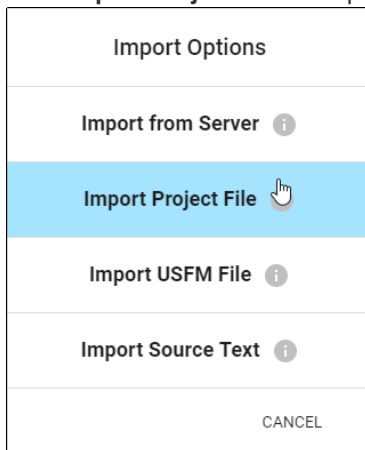 Import Options
Import from Server
Import Project File
Import USFM File
Import Source Text
CANCEL